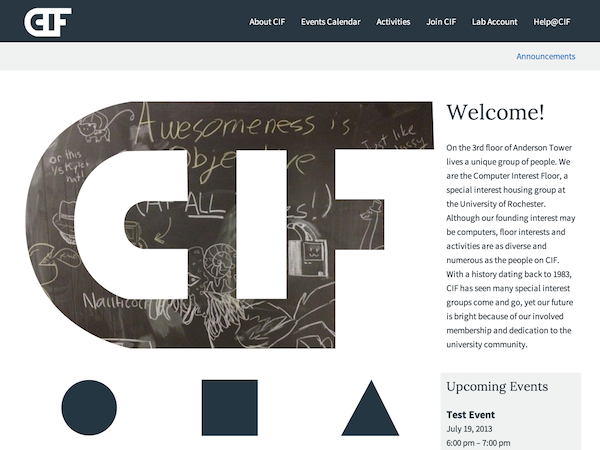 CIF
About CIF Events Calendar Activities Join CIF Lab Account Help@CIF
Announcements
CIF
Awesomeness is
Just like
or this
Welcome!
On the 3rd floor of Anderson Tower
lives a unique group of people. We
are the Computer Interest Floor, a
special interest housing group at
the University of Rochester.
Although our founding interest may
be computers, floor interests and
activities are as diverse and
numerous as the people on CIF.
With a history dating back to 1983,
CIF has seen many special interest
groups come and go, yet our future
is bright because of our involved
membership and dedication to the
university community.
Upcoming Events
Test Event
July 19, 2013
6:00 pm – 7:00 pm